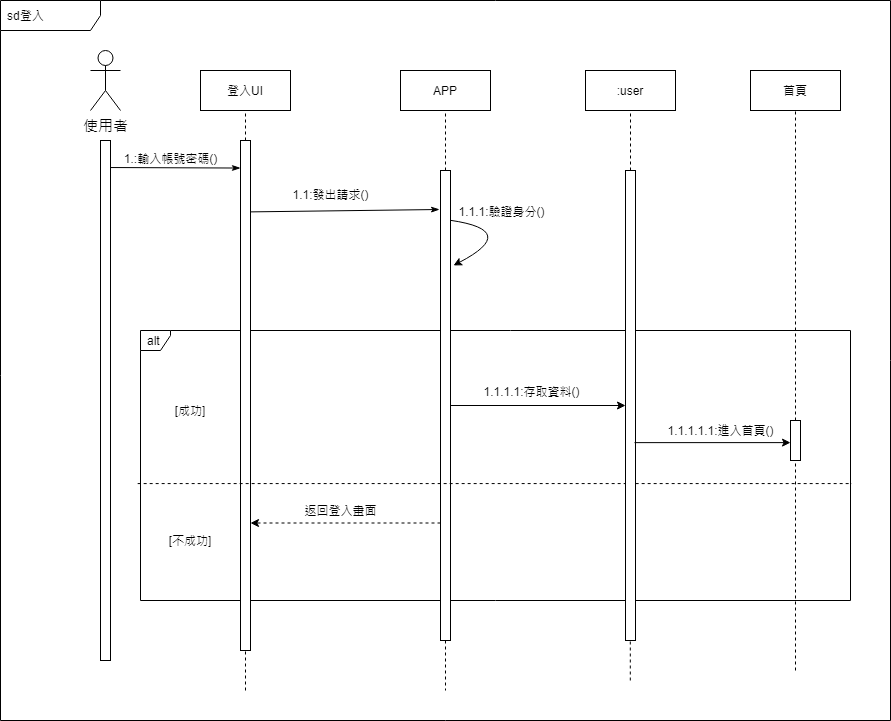 sd登入
使用者
登入UI
APP
:user
首頁
1.:輸入帳號密碼()
1.1:發出請求()
1.1.1:驗證身分()
alt
[成功]
1.1.1.1:存取資料()
1.1.1.1.1:進入首頁()
返回登入畫面
[不成功]